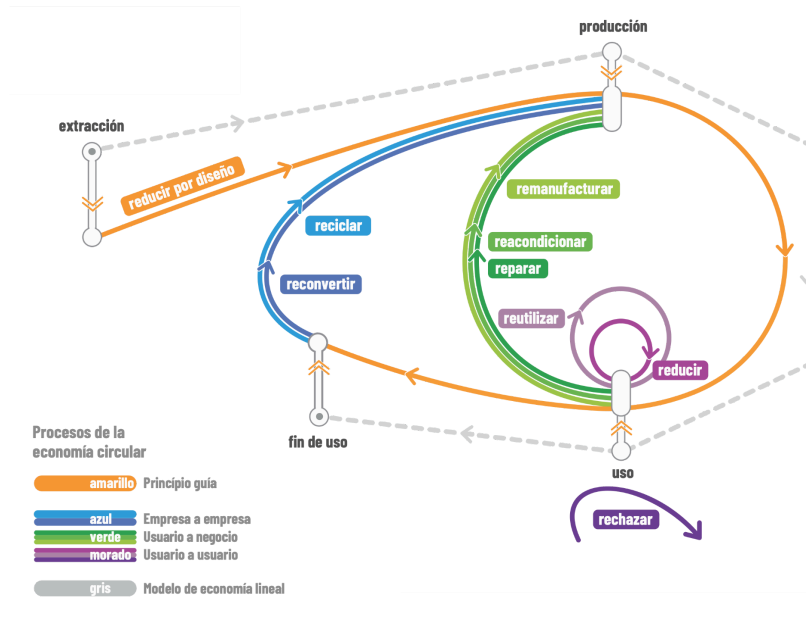 producción
extracción
reducir por diseño
remanufacturar
reciclar
reacondicionar
reparar
reconvertir
reutilizar
reducir
fin de uso
uso
rechazar
Procesos de la
economía circular
amarillo Princípio guía
azul Empresa a empresa
verde Usuario a negocio
morado Usuario a usuario
gris Modelo de economía lineal